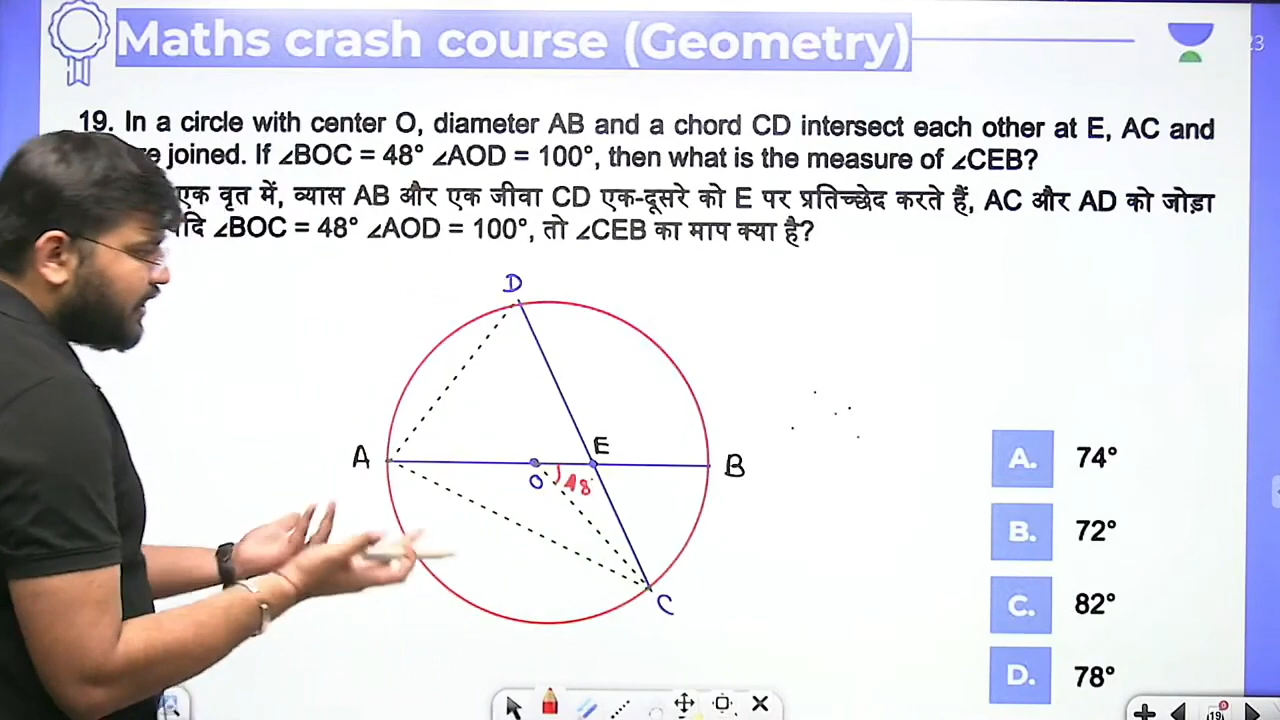 Maths crash course (Geometry)
23
19. In a circle with center O, diameter AB and a chord CD intersect each other at E, AC and
joined. If ∠BOC = 48° ∠AOD = 100°, then what is the measure of ∠CEB?
एक वृत में, व्यास AB और एक जीवा CD एक-दूसरे को E पर प्रतिच्छेद करते हैं, AC और AD को जोड़ा
∠BOC = 48° ∠AOD = 100°, तो ∠CEB का माप क्या है?
D
A E B
O 48°
C
A. 74°
B. 72°
C. 82°
D. 78°
19